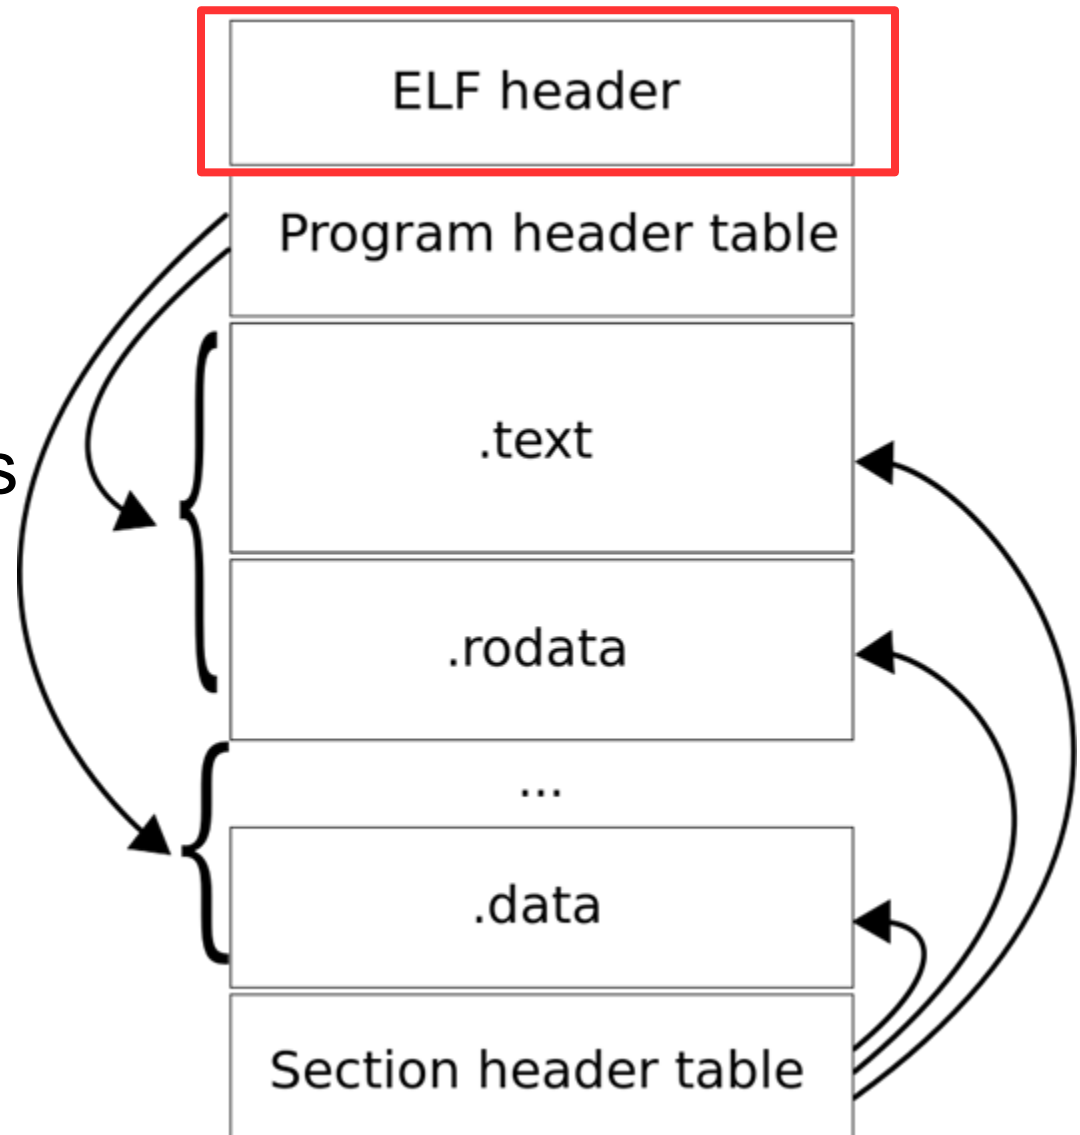 ELF header
Program header table
.text
s
.rodata
...
.data
Section header table